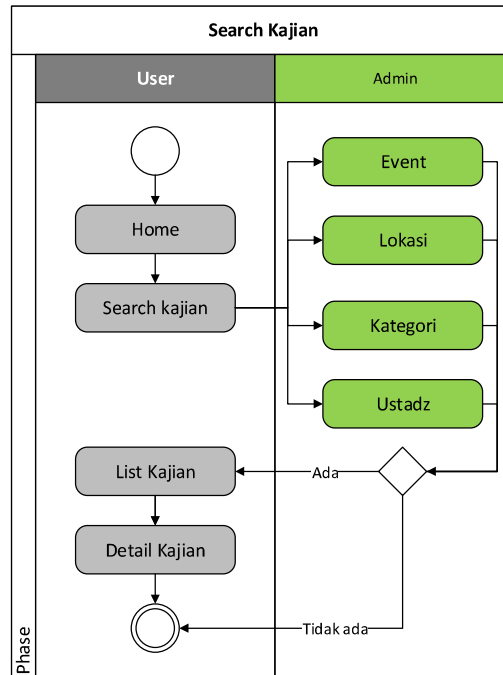 Search Kajian
User
Admin
Event
Home
Lokasi
Search kajian
Kategori
Ustadz
List Kajian
Ada
Detail Kajian
Tidak ada
Phase